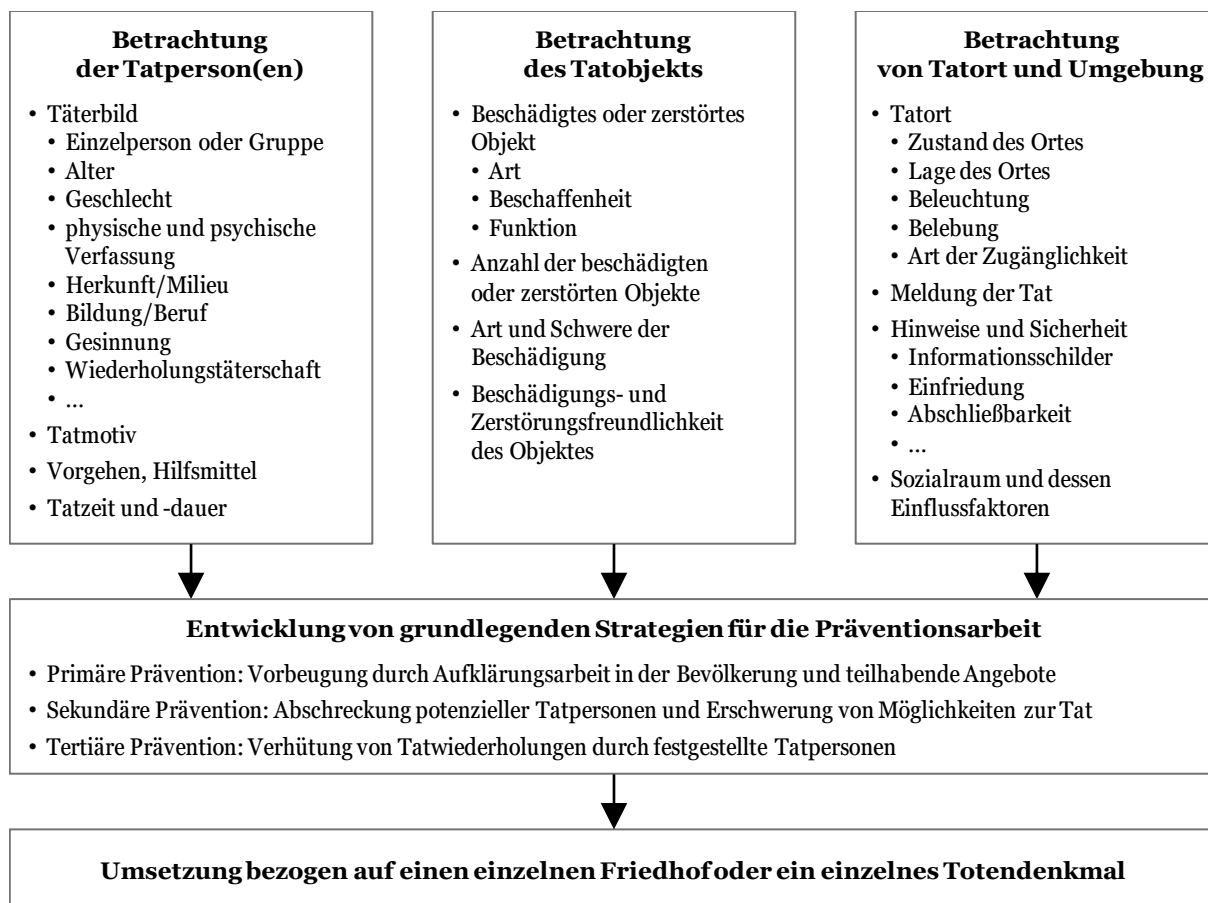 Betrachtung
der Tatperson(en)
• Täterbild
• Einzelperson oder Gruppe
• Alter
• Geschlecht
• physische und psychische
Verfassung
• Herkunft/Milieu
• Bildung/Beruf
• Gesinnung
• Wiederholungstäterschaft
• ...
• Tatmotiv
• Vorgehen, Hilfsmittel
• Tatzeit und -dauer
Betrachtung
des Tatobjekts
• Beschädigtes oder zerstörtes
Objekt
• Art
• Beschaffenheit
• Funktion
• Anzahl der beschädigten
oder zerstörten Objekte
• Art und Schwere der
Beschädigung
• Beschädigungs- und
Zerstörungsfreundlichkeit
des Objektes
Betrachtung
von Tatort und Umgebung
• Tatort
• Zustand des Ortes
• Lage des Ortes
• Beleuchtung
• Belebung
• Art der Zugänglichkeit
• Meldung der Tat
• Hinweise und Sicherheit
• Informationsschilder
• Einfriedung
• Abschließbarkeit
• ...
• Sozialraum und dessen
Einflussfaktoren
Entwicklung von grundlegenden Strategien für die Präventionsarbeit
• Primäre Prävention: Vorbeugung durch Aufklärungsarbeit in der Bevölkerung und teilhabende Angebote
• Sekundäre Prävention: Abschreckung potenzieller Tatpersonen und Erschwerung von Möglichkeiten zur Tat
• Tertiäre Prävention: Verhütung von Tatwiederholungen durch festgestellte Tatpersonen
Umsetzung bezogen auf einen einzelnen Friedhof oder ein einzelnes Totendenkmal